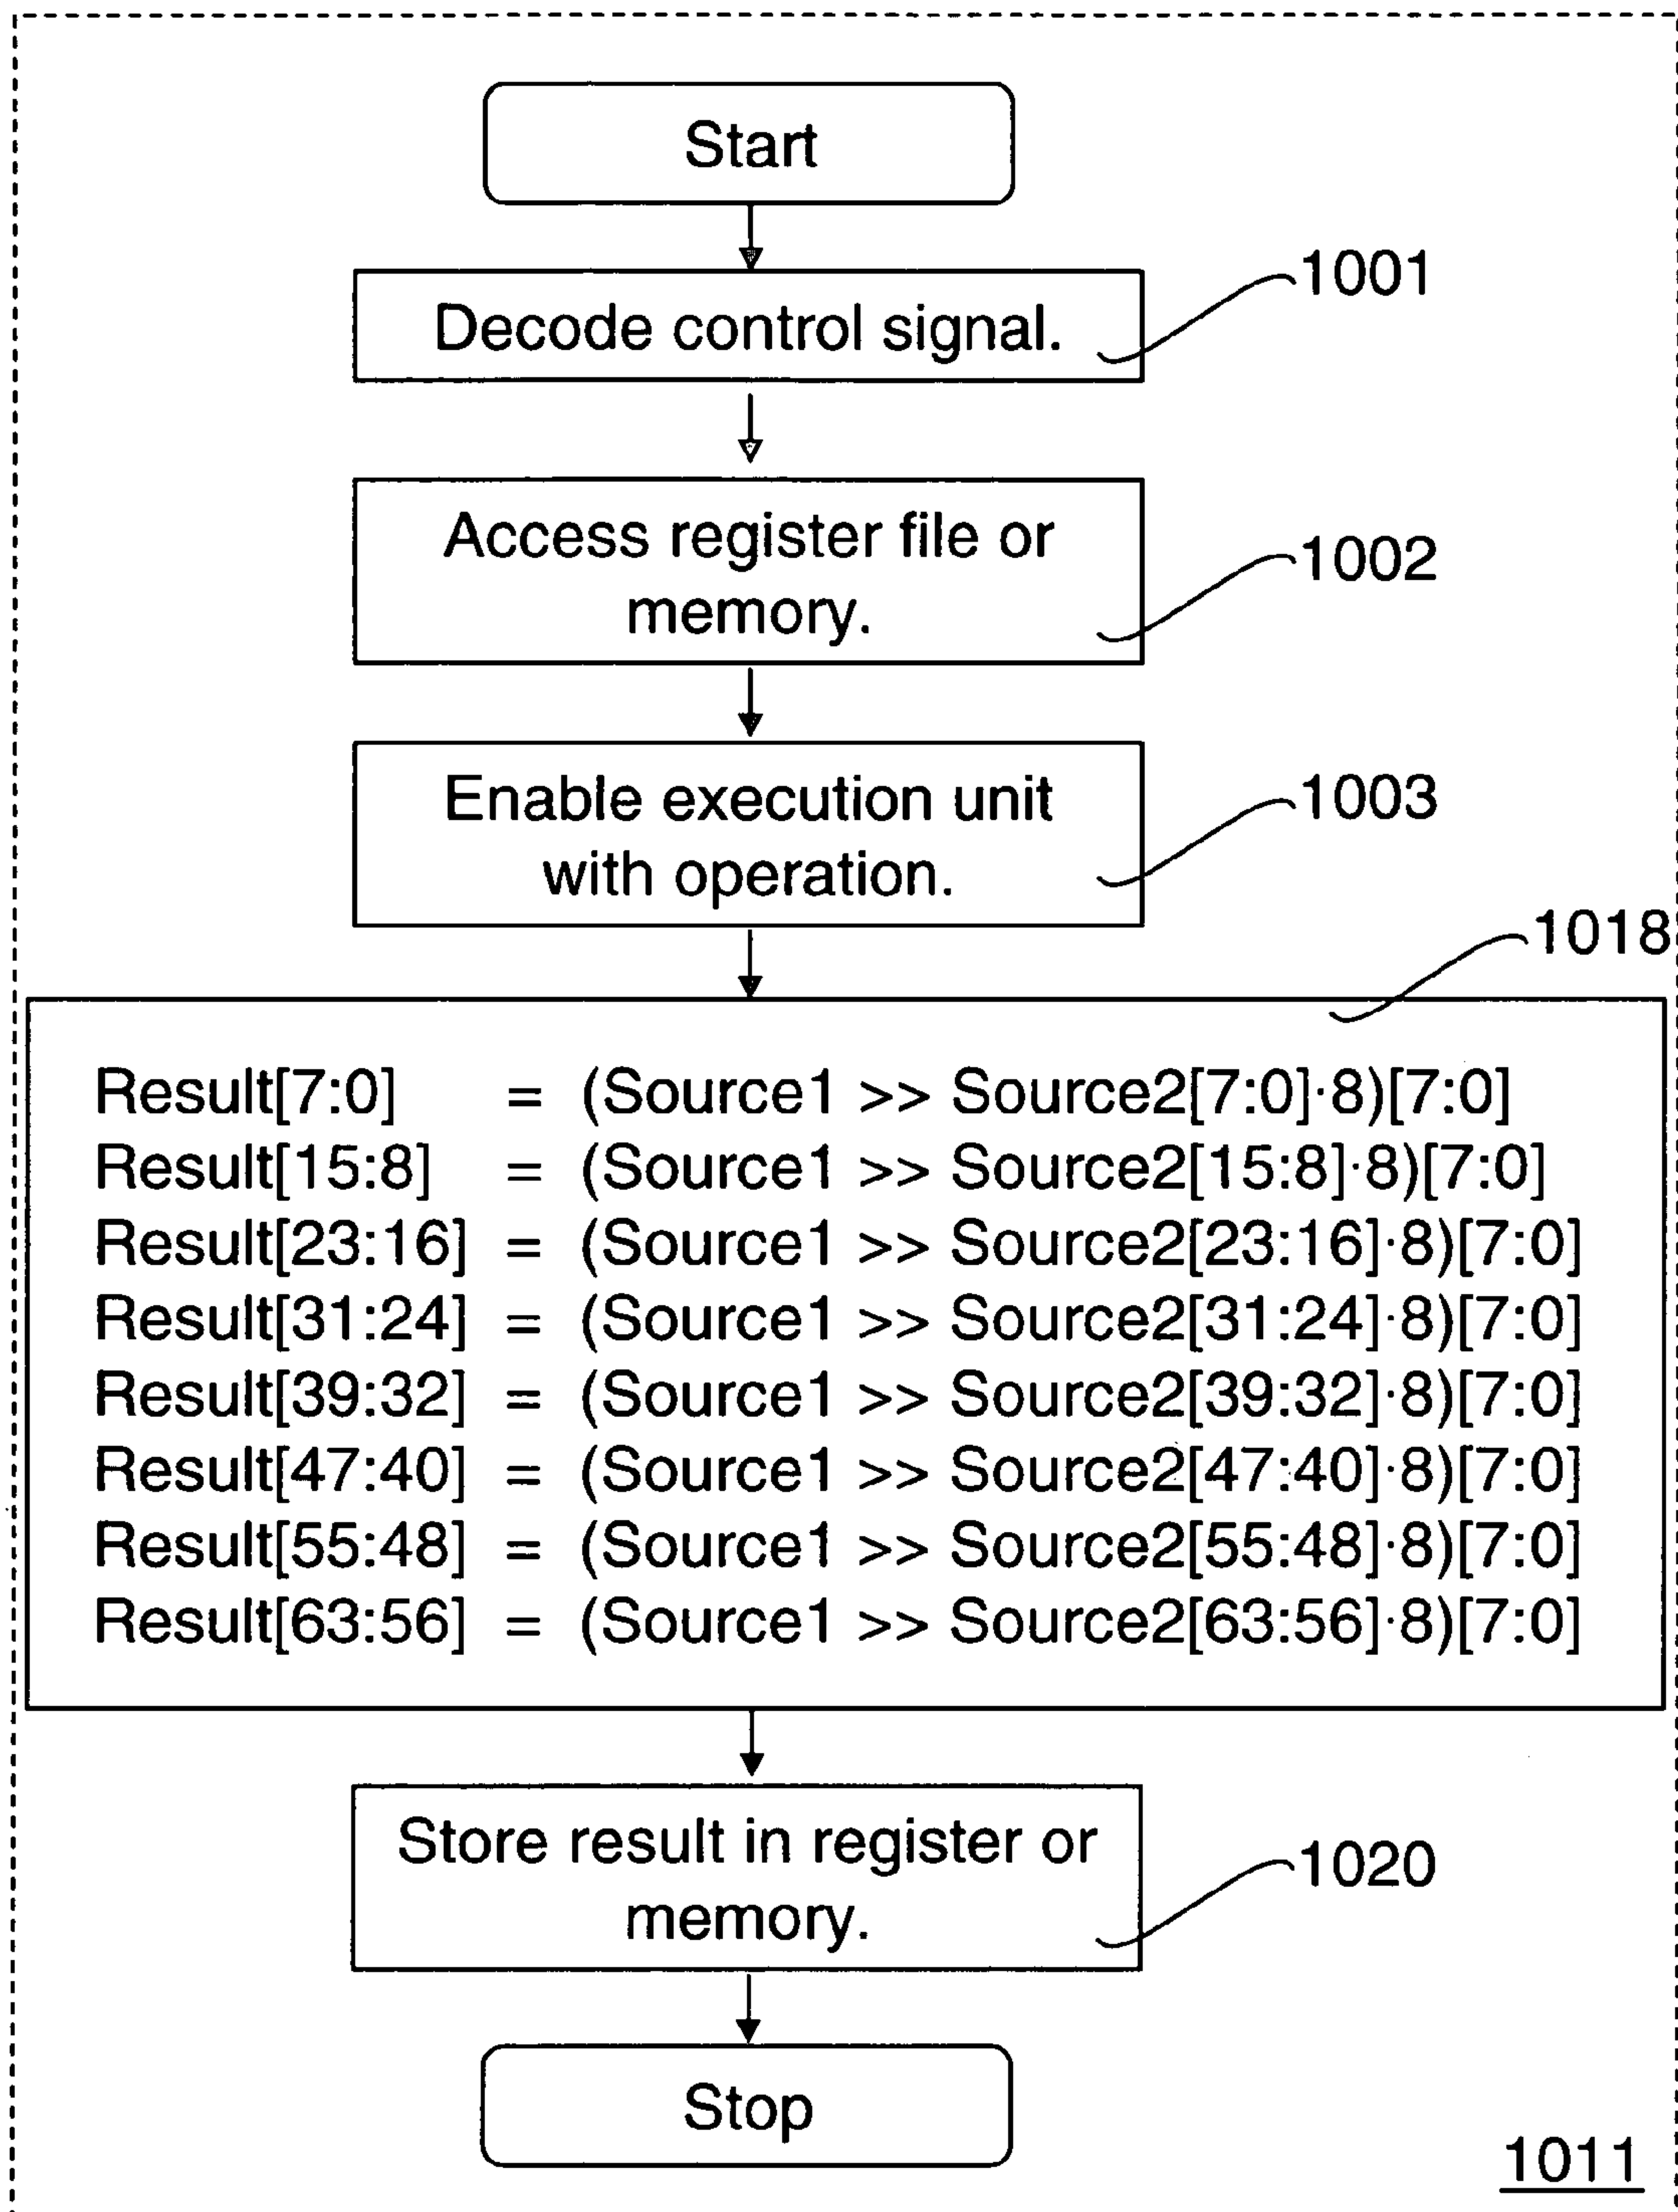 Start
Decode control signal.
1001
Access register file or
memory.
1002
Enable execution unit
with operation.
1003
1018
Result[7:0] = (Source1 >> Source2[7:0]·8)[7:0]
Result[15:8] = (Source1 >> Source2[15:8]·8)[7:0]
Result[23:16] = (Source1 >> Source2[23:16]·8)[7:0]
Result[31:24] = (Source1 >> Source2[31:24]·8)[7:0]
Result[39:32] = (Source1 >> Source2[39:32]·8)[7:0]
Result[47:40] = (Source1 >> Source2[47:40]·8)[7:0]
Result[55:48] = (Source1 >> Source2[55:48]·8)[7:0]
Result[63:56] = (Source1 >> Source2[63:56]·8)[7:0]
Store result in register or
memory.
1020
Stop
1011